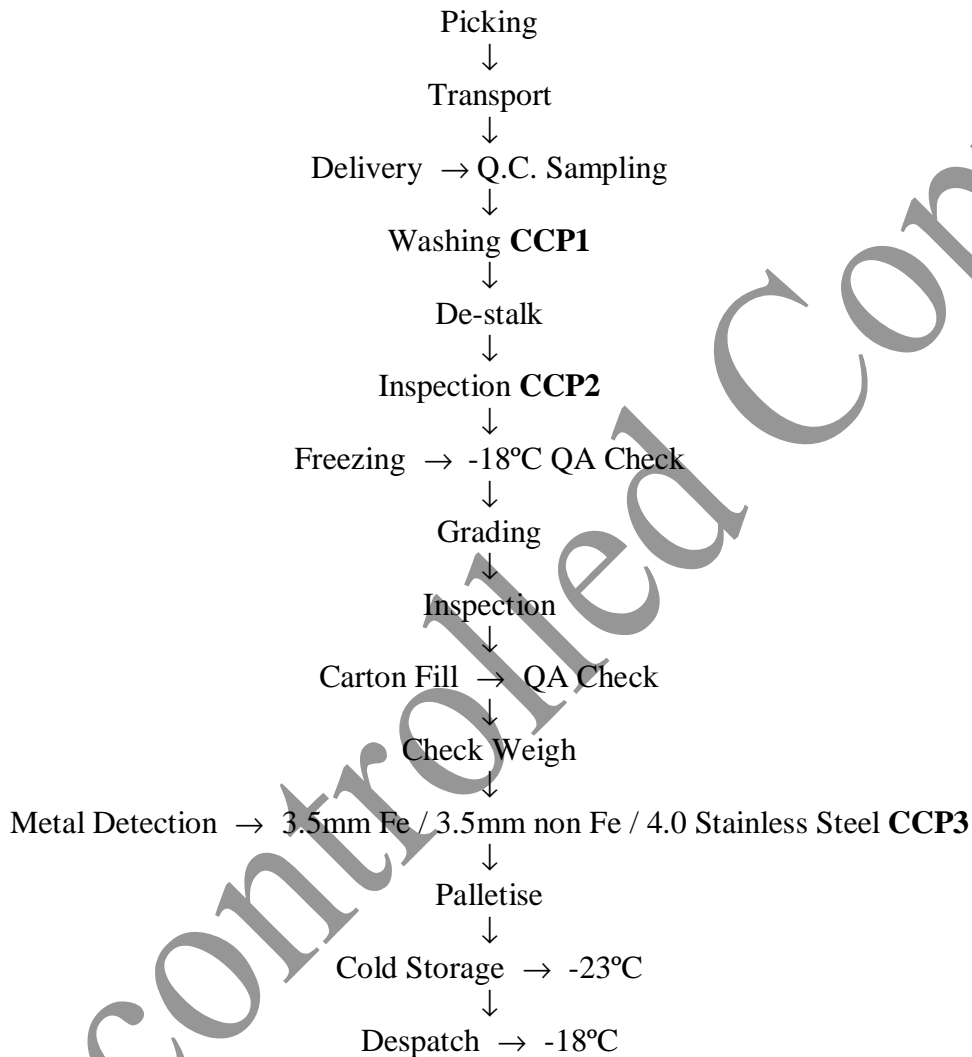 Picking
↓
Transport
↓
Delivery → Q.C. Sampling
↓
Washing CCP1
↓
De-stalk
↓
Inspection CCP2
↓
Freezing → -18ºC QA Check
↓
Grading
↓
Inspection
↓
Carton Fill → QA Check
↓
Check Weigh
↓
Metal Detection → 3.5mm Fe / 3.5mm non Fe / 4.0 Stainless Steel CCP3
↓
Palletise
↓
Cold Storage → -23ºC
↓
Despatch → -18ºC
controlled Con